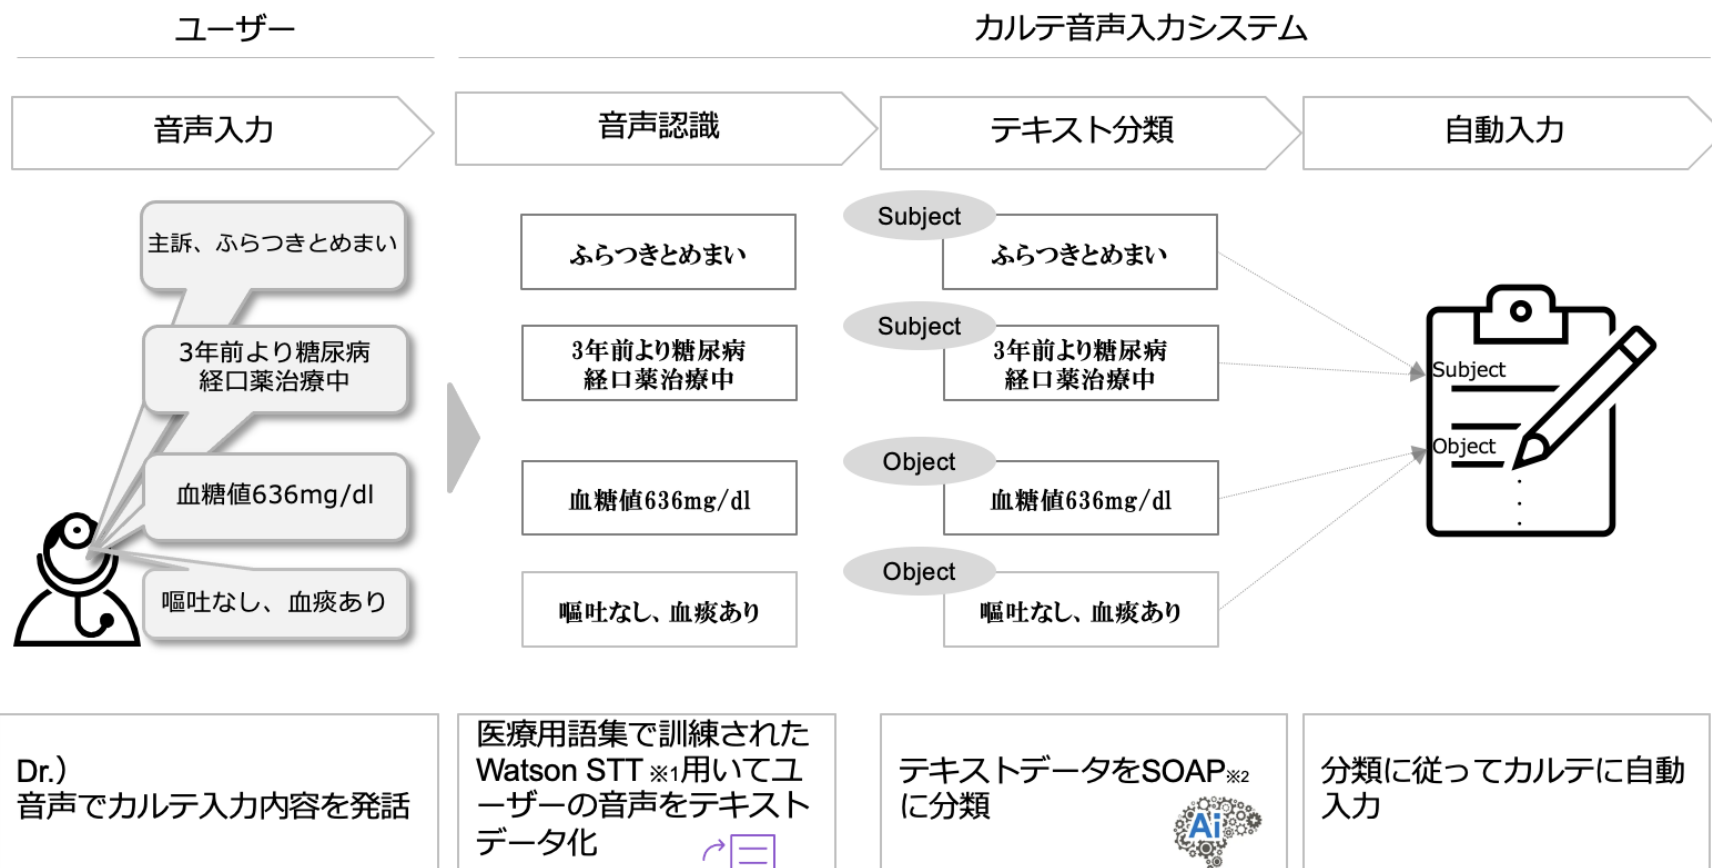 ユーザー
カルテ音声入力システム
音声入力
音声認識
テキスト分類
自動入力
主訴、ふらつきとめまい
3年前より糖尿病
経口薬治療中
血糖値636mg/dl
嘔吐なし、血痰あり
ふらつきとめまい
3年前より糖尿病
経口薬治療中
血糖値636mg/dl
嘔吐なし、血痰あり
Subject
ふらつきとめまい
Subject
3年前より糖尿病
経口薬治療中
Object
血糖値636mg/dl
Object
嘔吐なし、血痰あり
Subject
Object
Dr.）
音声でカルテ入力内容を発話
医療用語集で訓練された
Watson STT ※1用いてユ
ーザーの音声をテキスト
データ化
テキストデータをSOAP※2
に分類
Ai
分類に従ってカルテに自動
入力